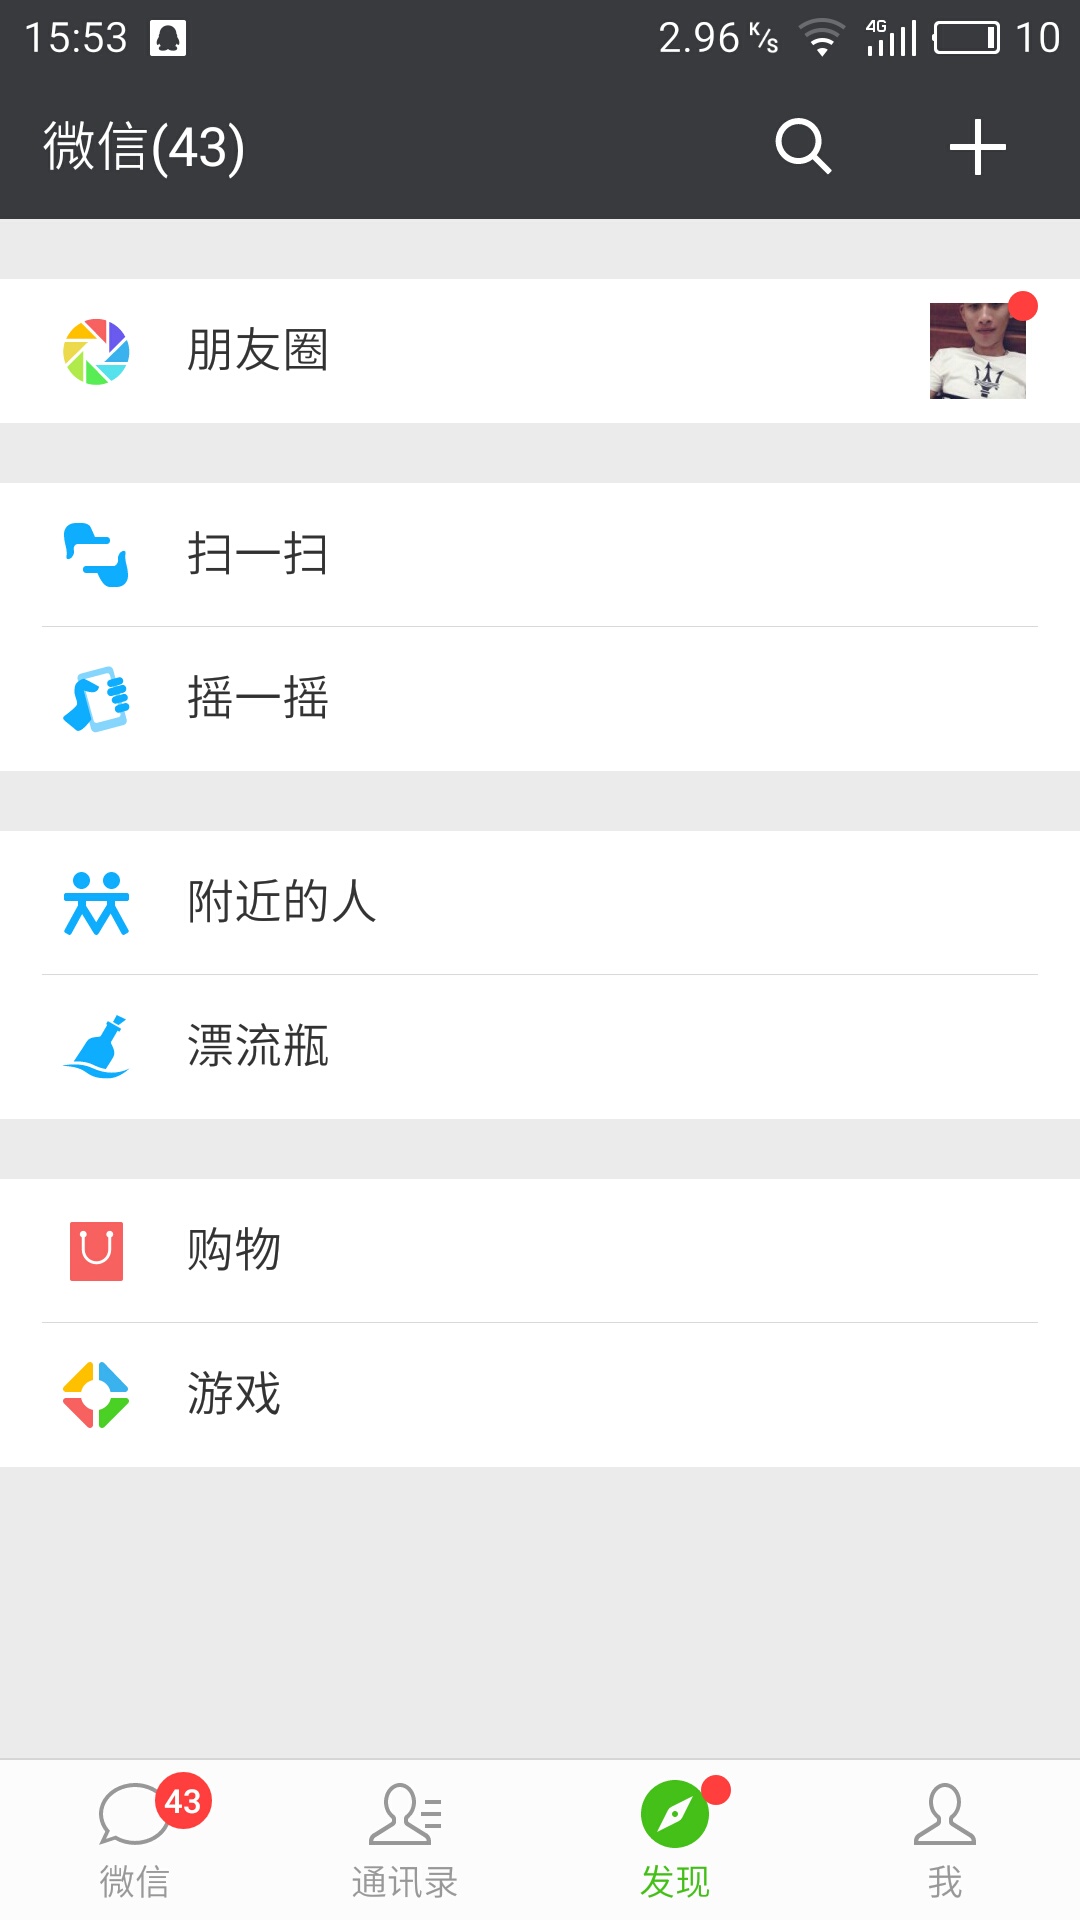 15:53 2.96 K/s 4G 10
微信(43)
朋友圈
扫一扫
摇一摇
附近的人
漂流瓶
购物
游戏
43
微信 通讯录 发现 我